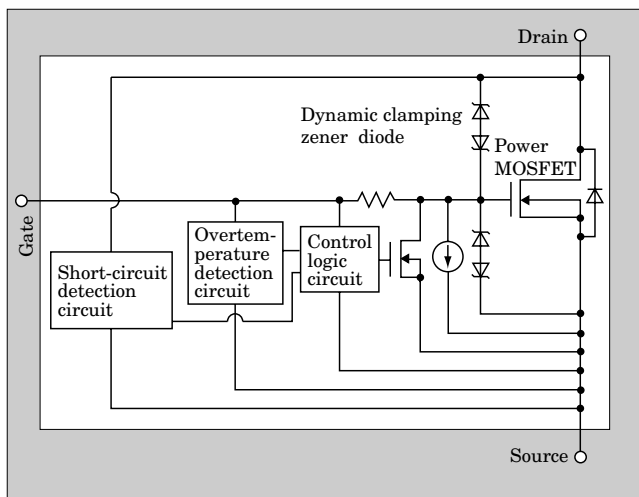 Drain
Dynamic clamping
zener diode
Power
MOSFET
Gate
Overtem-
perature
detection
circuit
Control
logic
circuit
Short-circuit
detection
circuit
Source